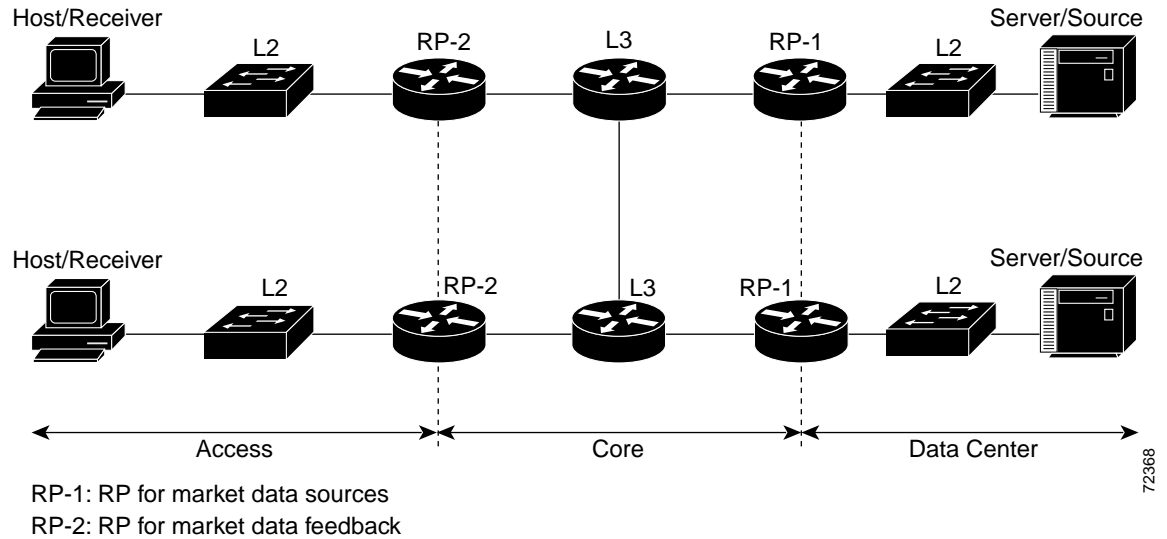 Host/Receiver
Server/Source
L2
RP-2
L3
RP-1
L2
Host/Receiver
Server/Source
L2
RP-2
L3
RP-1
L2
Access
Core
Data Center
72368
RP-1: RP for market data sources
RP-2: RP for market data feedback